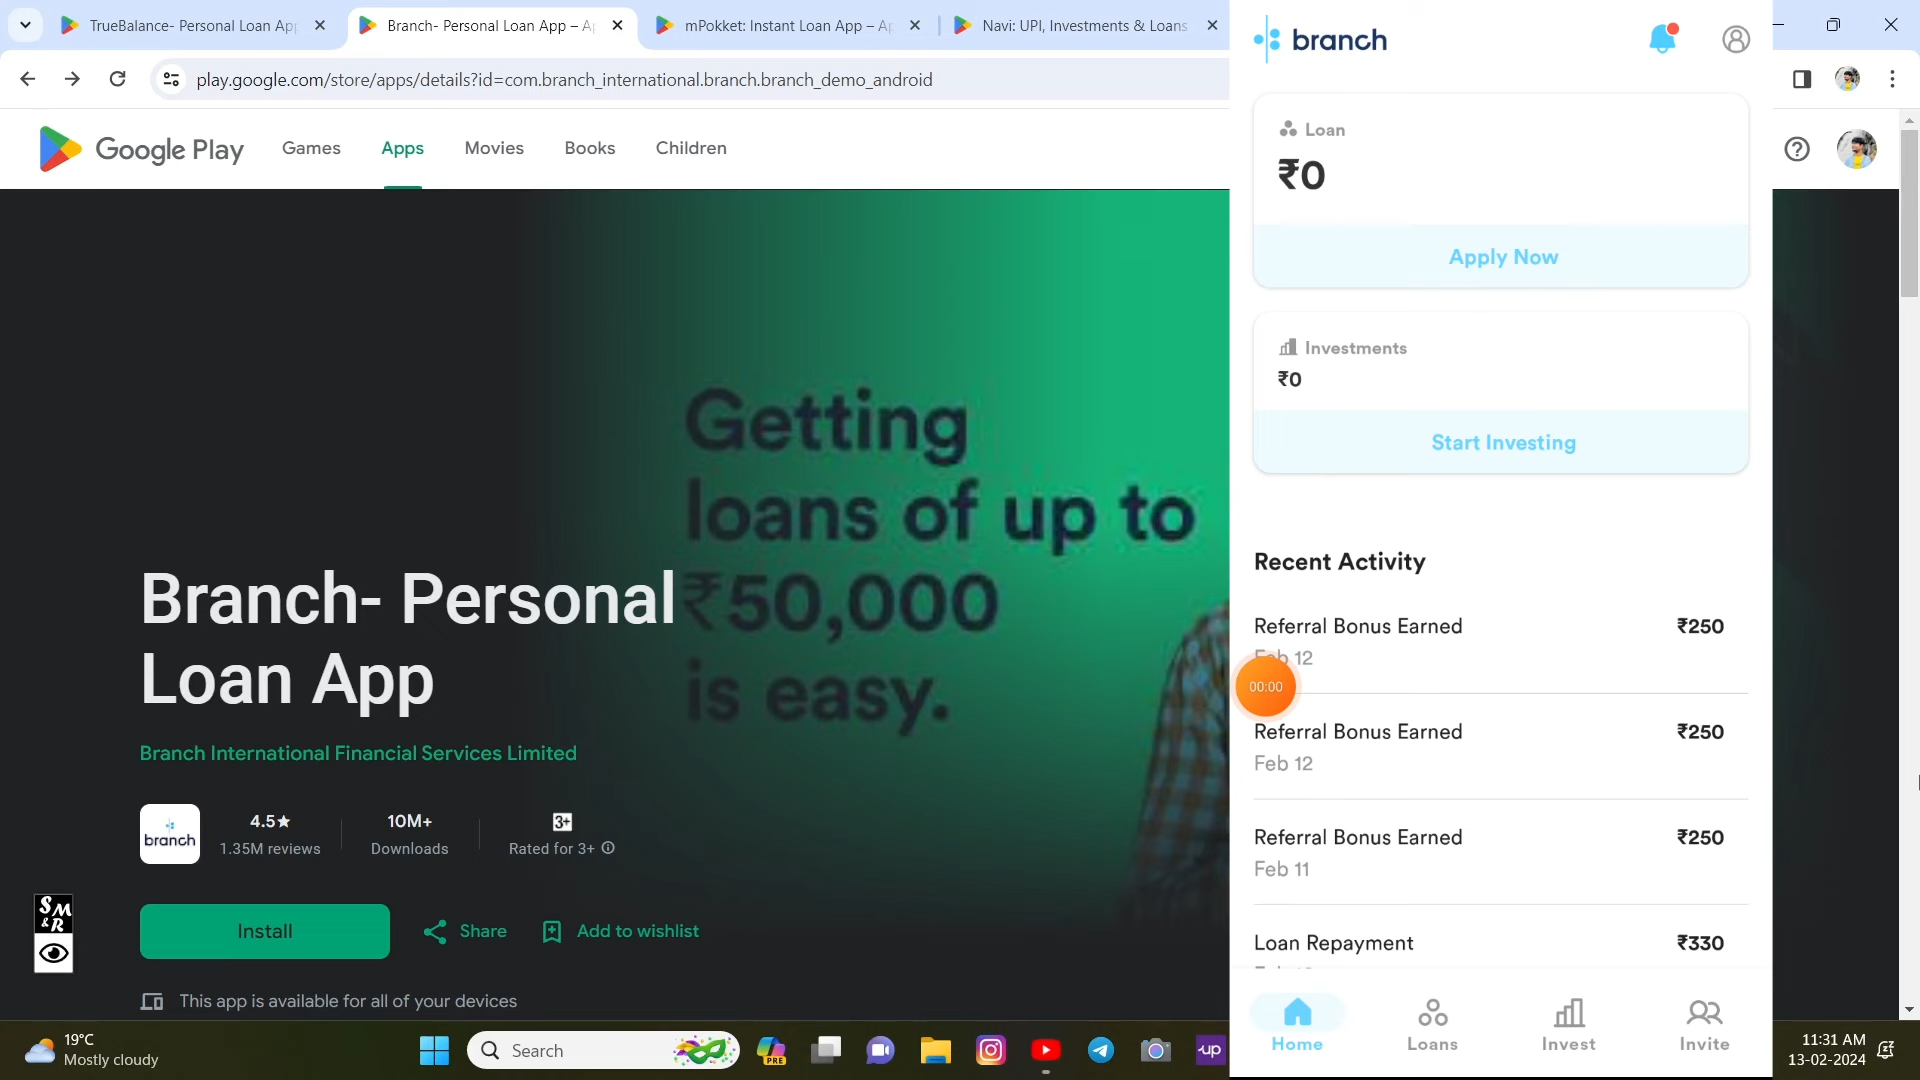 TrueBalance- Personal Loan App
Branch- Personal Loan App – A
mPokket: Instant Loan App – Ap
Navi: UPI, Investments & Loans
play.google.com/store/apps/details?id=com.branch_international.branch.branch_demo_android
Google Play
Games
Apps
Movies
Books
Children
Getting
loans of up to
₹50,000
is easy.
Branch- Personal
Loan App
Branch International Financial Services Limited
branch
4.5★
1.35M reviews
10M+
Downloads
3+
Rated for 3+
S M & R
Install
Share
Add to wishlist
This app is available for all of your devices
branch
Loan
₹0
Apply Now
Investments
₹0
Start Investing
Recent Activity
Referral Bonus Earned ₹250
Feb 12
00:00
Referral Bonus Earned ₹250
Feb 12
Referral Bonus Earned ₹250
Feb 11
Loan Repayment ₹330
Home
Loans
Invest
Invite
19°C
Mostly cloudy
Search
PRE
up
11:31 AM
13-02-2024